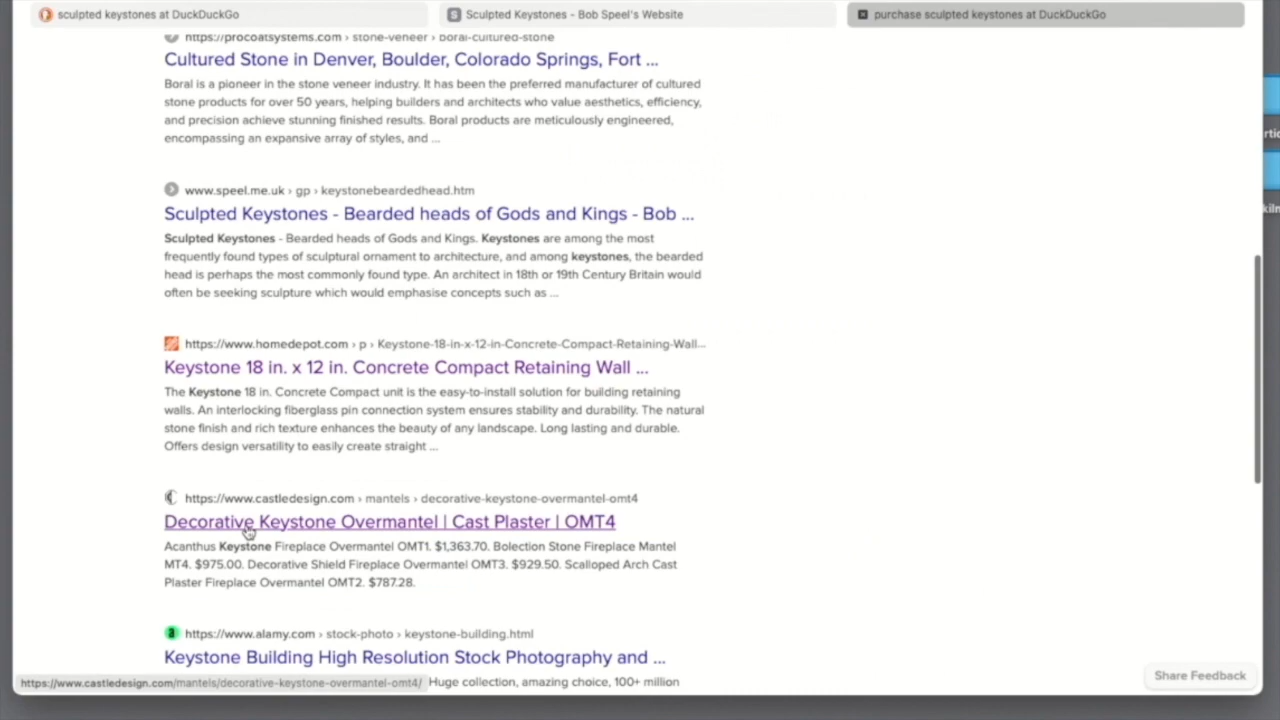 sculpted keystones at DuckDuckGo
S Sculpted Keystones - Bob Speel's Website
purchase sculpted keystones at DuckDuckGo
https://procoatsystems.com › stone-veneer › boral-cultured-stone
Cultured Stone in Denver, Boulder, Colorado Springs, Fort ...
Boral is a pioneer in the stone veneer industry. It has been the preferred manufacturer of cultured
stone products for over 50 years, helping builders and architects who value aesthetics, efficiency,
and precision achieve stunning finished results. Boral products are meticulously engineered,
encompassing an expansive array of styles, and ...
www.speel.me.uk › gp › keystonebeardedhead.htm
Sculpted Keystones - Bearded heads of Gods and Kings - Bob ...
Sculpted Keystones - Bearded heads of Gods and Kings. Keystones are among the most
frequently found types of sculptural ornament to architecture, and among keystones, the bearded
head is perhaps the most commonly found type. An architect in 18th or 19th Century Britain would
often be seeking sculpture which would emphasise concepts such as ...
https://www.homedepot.com › p › Keystone-18-in-x-12-in-Concrete-Compact-Retaining-Wall...
Keystone 18 in. x 12 in. Concrete Compact Retaining Wall ...
The Keystone 18 in. Concrete Compact unit is the easy-to-install solution for building retaining
walls. An interlocking fiberglass pin connection system ensures stability and durability. The natural
stone finish and rich texture enhances the beauty of any landscape. Long lasting and durable.
Offers design versatility to easily create straight ...
https://www.castledesign.com › mantels › decorative-keystone-overmantel-omt4
Decorative Keystone Overmantel | Cast Plaster | OMT4
Acanthus Keystone Fireplace Overmantel OMT1. $1,363.70. Bolection Stone Fireplace Mantel
MT4. $975.00. Decorative Shield Fireplace Overmantel OMT3. $929.50. Scalloped Arch Cast
Plaster Fireplace Overmantel OMT2. $787.28.
a https://www.alamy.com › stock-photo › keystone-building.html
Keystone Building High Resolution Stock Photography and ...
Huge collection, amazing choice, 100+ million
https://www.castledesign.com/mantels/decorative-keystone-overmantel-omt4/
Share Feedback